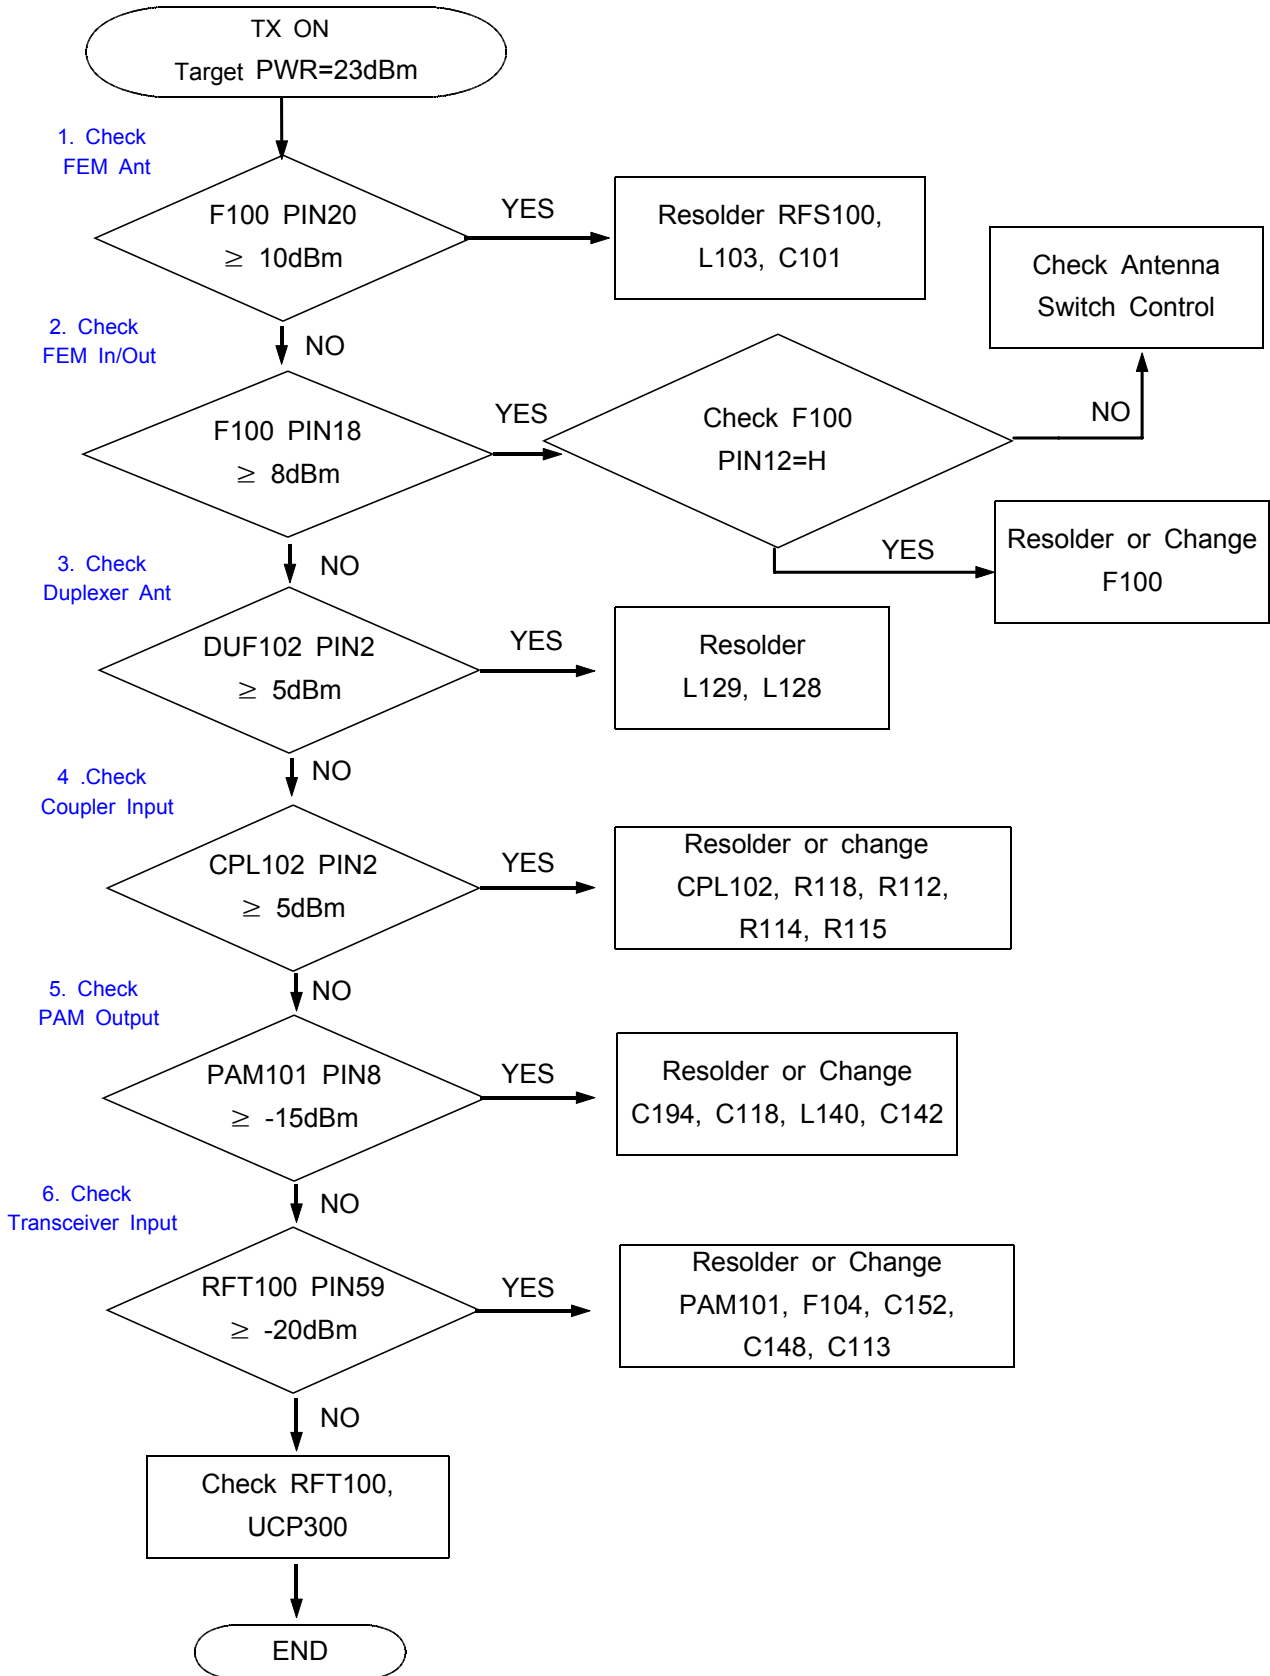 TX ON
Target PWR=23dBm
1. Check
FEM Ant
F100 PIN20
≥ 10dBm
YES
Resolder RFS100,
L103, C101
2. Check
FEM In/Out
NO
F100 PIN18
≥ 8dBm
YES
Check F100
PIN12=H
NO
Check Antenna
Switch Control
YES
Resolder or Change
F100
3. Check
Duplexer Ant
NO
DUF102 PIN2
≥ 5dBm
YES
Resolder
L129, L128
4 .Check
Coupler Input
NO
CPL102 PIN2
≥ 5dBm
YES
Resolder or change
CPL102, R118, R112,
R114, R115
5. Check
PAM Output
NO
PAM101 PIN8
≥ -15dBm
YES
Resolder or Change
C194, C118, L140, C142
6. Check
Transceiver Input
NO
RFT100 PIN59
≥ -20dBm
YES
Resolder or Change
PAM101, F104, C152,
C148, C113
NO
Check RFT100,
UCP300
END